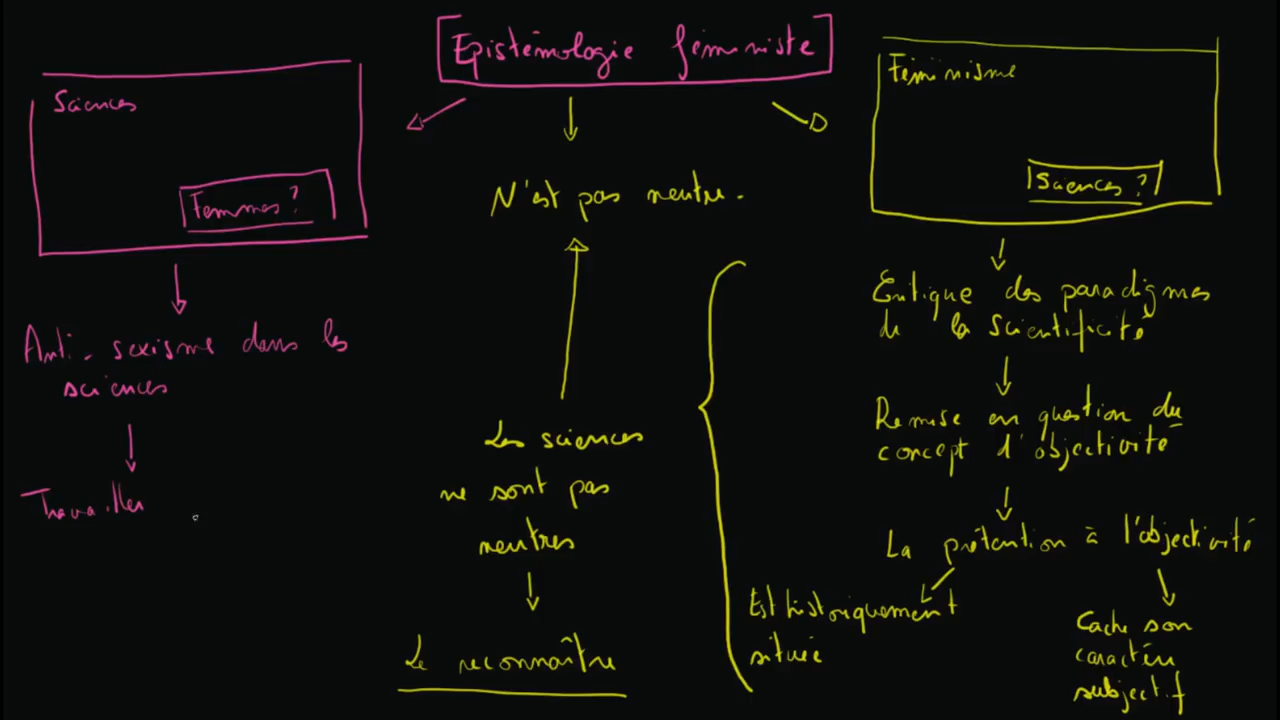 Epistémologie féministe
Sciences
Femmes ?
Anti-sexisme dans les
sciences
Travailler
N'est pas neutre.
Les sciences
ne sont pas
neutres
Le reconnaître
Féminisme
Sciences ?
Critique des paradigmes
de la scientificité
Remise en question du
concept d'objectivité
La prétention à l'objectivité
Est historiquement
située
Cache son
caractère
subjectif